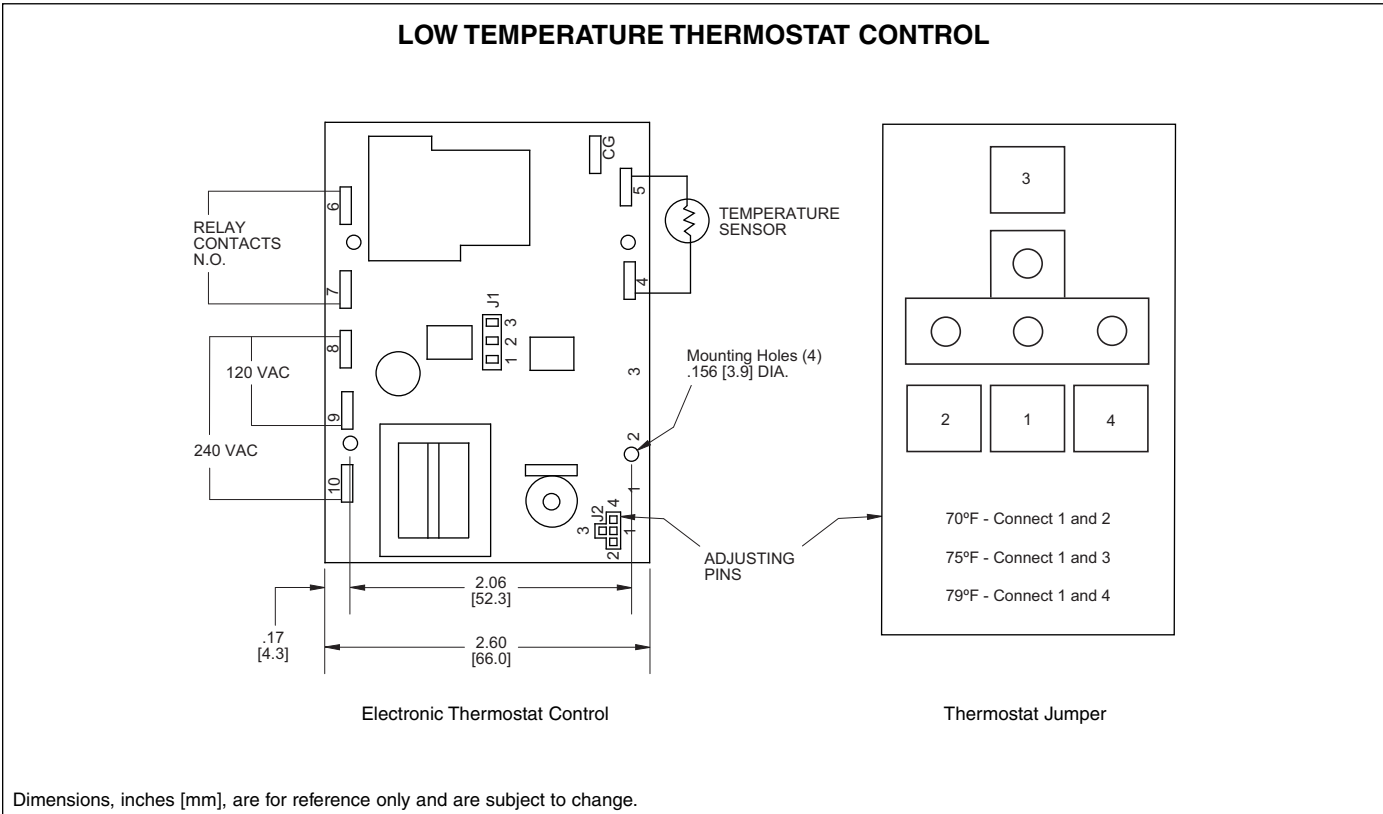 LOW TEMPERATURE THERMOSTAT CONTROL
CG
5
6
RELAY
CONTACTS
N.O.
TEMPERATURE
SENSOR
4
7
J1
3
2
1
8
120 VAC
9
240 VAC
10
3
2
1
Mounting Holes (4)
.156 [3.9] DIA.
J2
4
3
1
2
ADJUSTING
PINS
2.06
[52.3]
.17
[4.3]
2.60
[66.0]
Electronic Thermostat Control
3
2
1
4
70ºF - Connect 1 and 2
75ºF - Connect 1 and 3
79ºF - Connect 1 and 4
Thermostat Jumper
Dimensions, inches [mm], are for reference only and are subject to change.